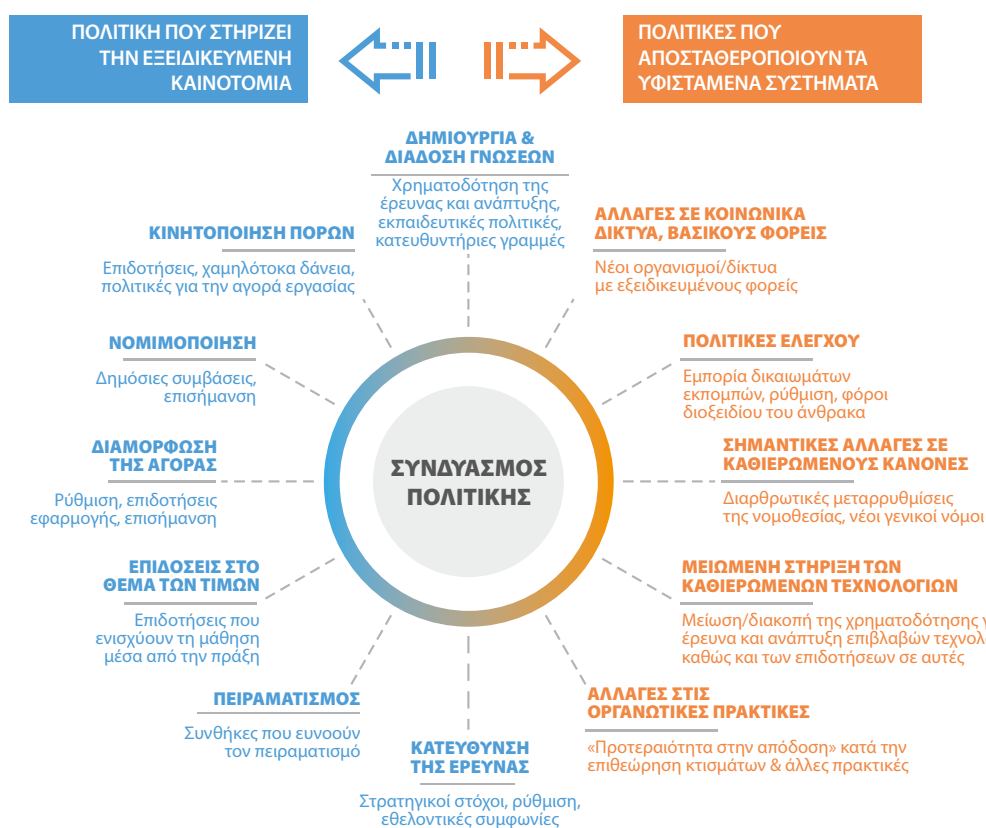 ΠΟΛΙΤΙΚΗ ΠΟΥ ΣΤΗΡΙΖΕΙ
ΤΗΝ ΕΞΕΙΔΙΚΕΥΜΕΝΗ
ΚΑΙΝΟΤΟΜΙΑ
ΠΟΛΙΤΙΚΕΣ ΠΟΥ
ΑΠΟΣΤΑΘΕΡΟΠΟΙΟΥΝ ΤΑ
ΥΦΙΣΤΑΜΕΝΑ ΣΥΣΤΗΜΑΤΑ
ΔΗΜΙΟΥΡΓΙΑ &
ΔΙΑΔΟΣΗ ΓΝΩΣΕΩΝ
Χρηματοδότηση της
έρευνας και ανάπτυξης,
εκπαιδευτικές πολιτικές,
κατευθυντήριες γραμμές
ΚΙΝΗΤΟΠΟΙΗΣΗ ΠΟΡΩΝ
Επιδοτήσεις, χαμηλότοκα δάνεια,
πολιτικές για την αγορά εργασίας
ΝΟΜΙΜΟΠΟΙΗΣΗ
Δημόσιες συμβάσεις,
επισήμανση
ΔΙΑΜΟΡΦΩΣΗ
ΤΗΣ ΑΓΟΡΑΣ
Ρύθμιση, επιδοτήσεις
εφαρμογής, επισήμανση
ΕΠΙΔΟΣΕΙΣ ΣΤΟ
ΘΕΜΑ ΤΩΝ ΤΙΜΩΝ
Επιδοτήσεις που
ενισχύουν τη μάθηση
μέσα από την πράξη
ΠΕΙΡΑΜΑΤΙΣΜΟΣ
Συνθήκες που ευνοούν
τον πειραματισμό
ΚΑΤΕΥΘΥΝΣΗ
ΤΗΣ ΕΡΕΥΝΑΣ
Στρατηγικοί στόχοι, ρύθμιση,
εθελοντικές συμφωνίες
ΣΥΝΔΥΑΣΜΟΣ
ΠΟΛΙΤΙΚΗΣ
ΑΛΛΑΓΕΣ ΣΕ ΚΟΙΝΩΝΙΚΑ
ΔΙΚΤΥΑ, ΒΑΣΙΚΟΥΣ ΦΟΡΕΙΣ
Νέοι οργανισμοί/δίκτυα
με εξειδικευμένους φορείς
ΠΟΛΙΤΙΚΕΣ ΕΛΕΓΧΟΥ
Εμπορία δικαιωμάτων
εκπομπών, ρύθμιση, φόροι
διοξειδίου του άνθρακα
ΣΗΜΑΝΤΙΚΕΣ ΑΛΛΑΓΕΣ ΣΕ
ΚΑΘΙΕΡΩΜΕΝΟΥΣ ΚΑΝΟΝΕΣ
Διαρθρωτικές μεταρρυθμίσεις
της νομοθεσίας, νέοι γενικοί νόμοι
ΜΕΙΩΜΕΝΗ ΣΤΗΡΙΞΗ ΤΩΝ
ΚΑΘΙΕΡΩΜΕΝΩΝ ΤΕΧΝΟΛΟΓΙΩΝ
Μείωση/διακοπή της χρηματοδότησης
έρευνα και ανάπτυξη επιβλαβών
καθώς και των επιδοτήσεων σε αυτές
ΑΛΛΑΓΕΣ ΣΤΙΣ
ΟΡΓΑΝΩΤΙΚΕΣ ΠΡΑΚΤΙΚΕΣ
«Προτεραιότητα στην απόδοση» κατά την
επιθεώρηση κτισμάτων & άλλες πρακτικές